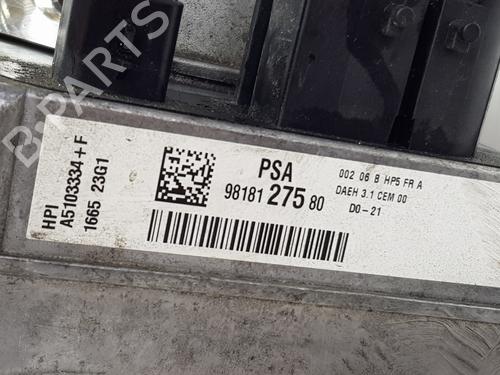 HPI
A5103334+F
1665 23G1
PSA
98181 275 80
002 06 B HP5 FR A
DAEH 3.1 CEM 00
D0-21
B-PARTS